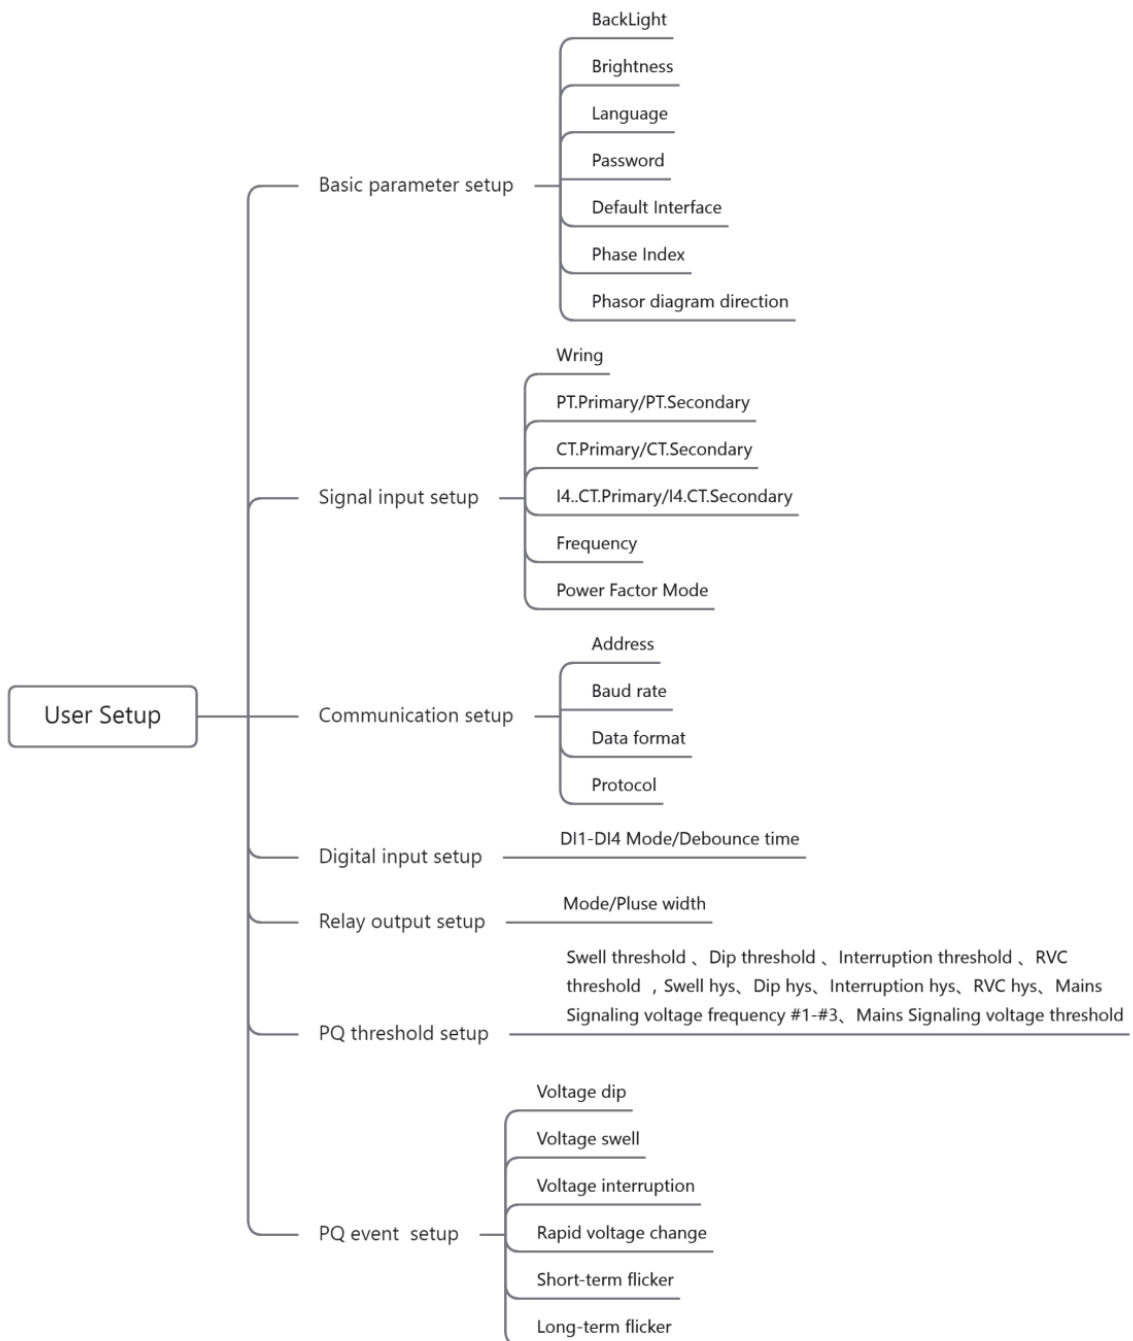 User Setup
Basic parameter setup
BackLight
Brightness
Language
Password
Default Interface
Phase Index
Phasor diagram direction
Signal input setup
Wring
PT.Primary/PT.Secondary
CT.Primary/CT.Secondary
I4..CT.Primary/I4.CT.Secondary
Frequency
Power Factor Mode
Communication setup
Address
Baud rate
Data format
Protocol
Digital input setup
DI1-DI4 Mode/Debounce time
Relay output setup
Mode/Pluse width
PQ threshold setup
Swell threshold 、Dip threshold 、Interruption threshold 、RVC
threshold ，Swell hys、Dip hys、Interruption hys、RVC hys、Mains
Signaling voltage frequency #1-#3、Mains Signaling voltage threshold
PQ event  setup
Voltage dip
Voltage swell
Voltage interruption
Rapid voltage change
Short-term flicker
Long-term flicker